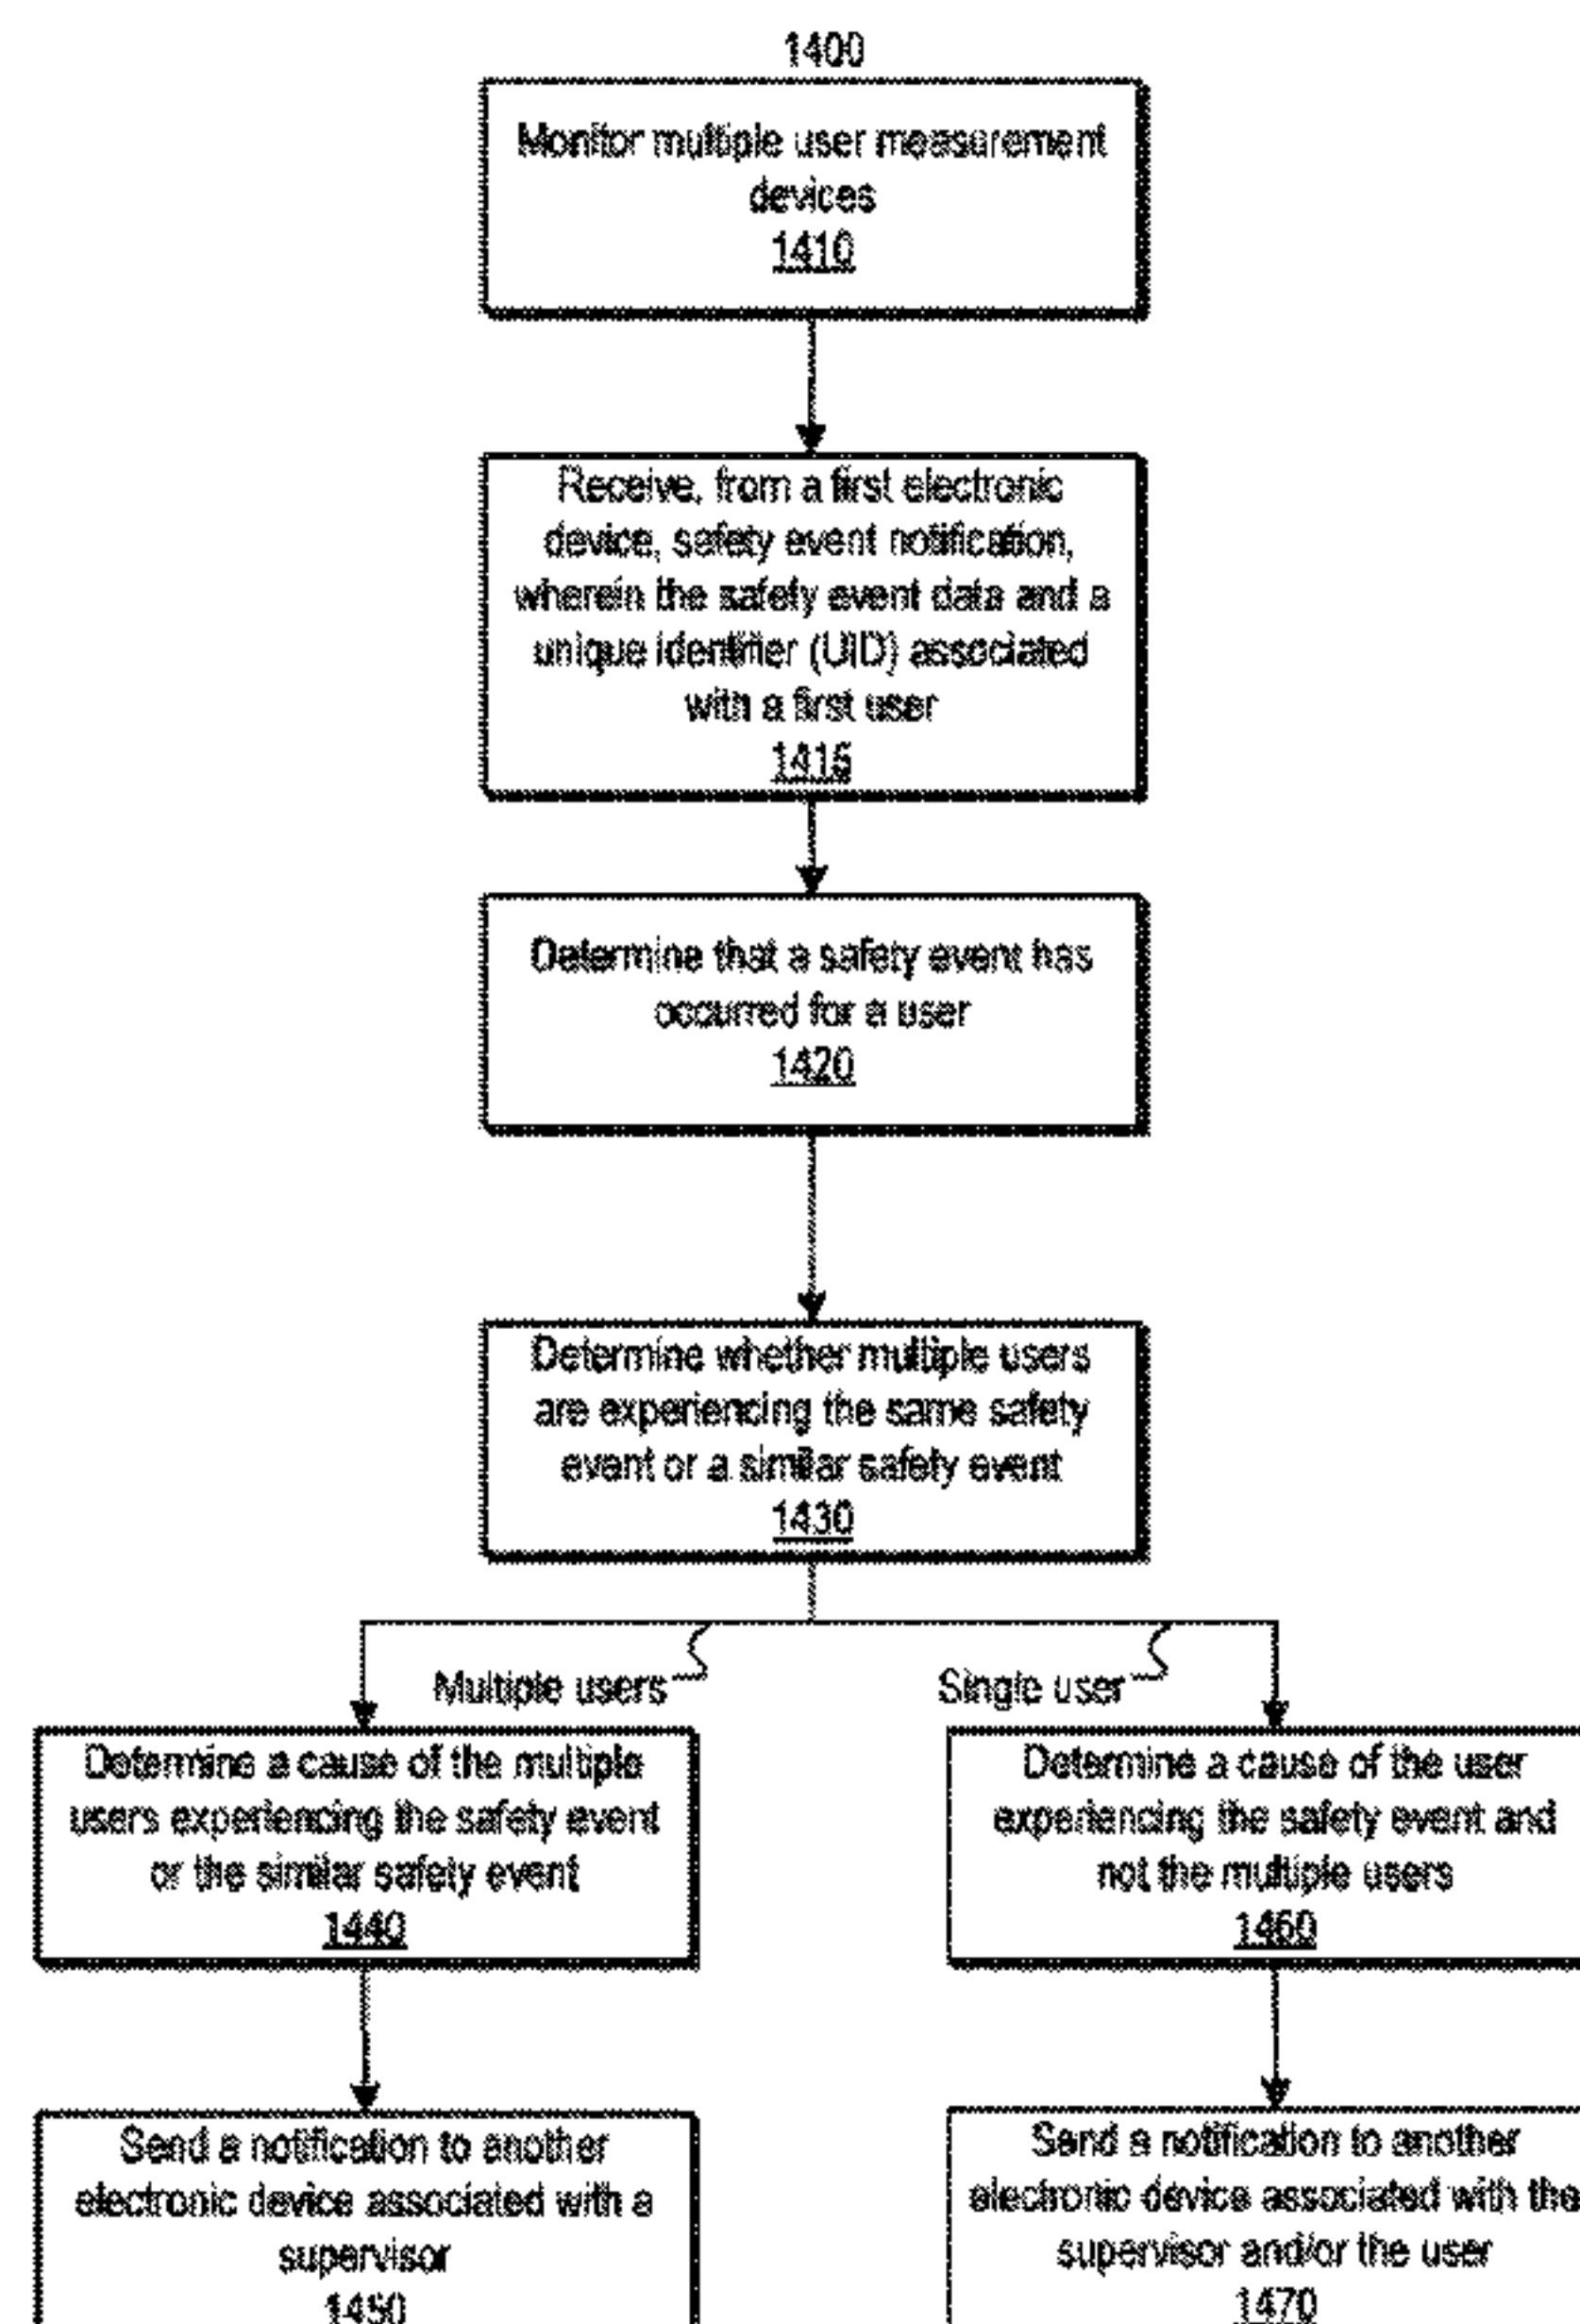 1400
Monitor multiple user measurement
devices
1410
Receive, from a first electronic
device, safety event notification,
wherein the safety event data and a
unique identifier (UID) associated
with a first user
1415
Determine that a safety event has
occurred for a user
1420
Determine whether multiple users
are experiencing the same safety
event or a similar safety event
1430
Multiple users
Single user
Determine a cause of the multiple
users experiencing the safety event
or the similar safety event
1440
Determine a cause of the user
experiencing the safety event and
not the multiple users
1460
Send a notification to another
electronic device associated with a
supervisor
1450
Send a notification to another
electronic device associated with the
supervisor and/or the user
1470